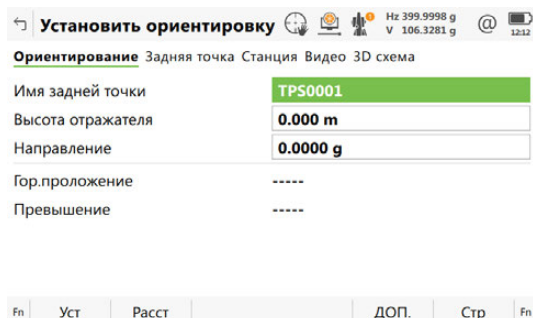 Установить ориентировку Hz 399.9998 g
V 106.3281 g
@ 12:12
Ориентирование Задняя точка Станция Видео 3D схема
Имя задней точки TPS0001
Высота отражателя 0.000 m
Направление 0.0000 g
Гор.проложение -----
Превышение -----
Fn Уст Расст ДОП. Стр Fn